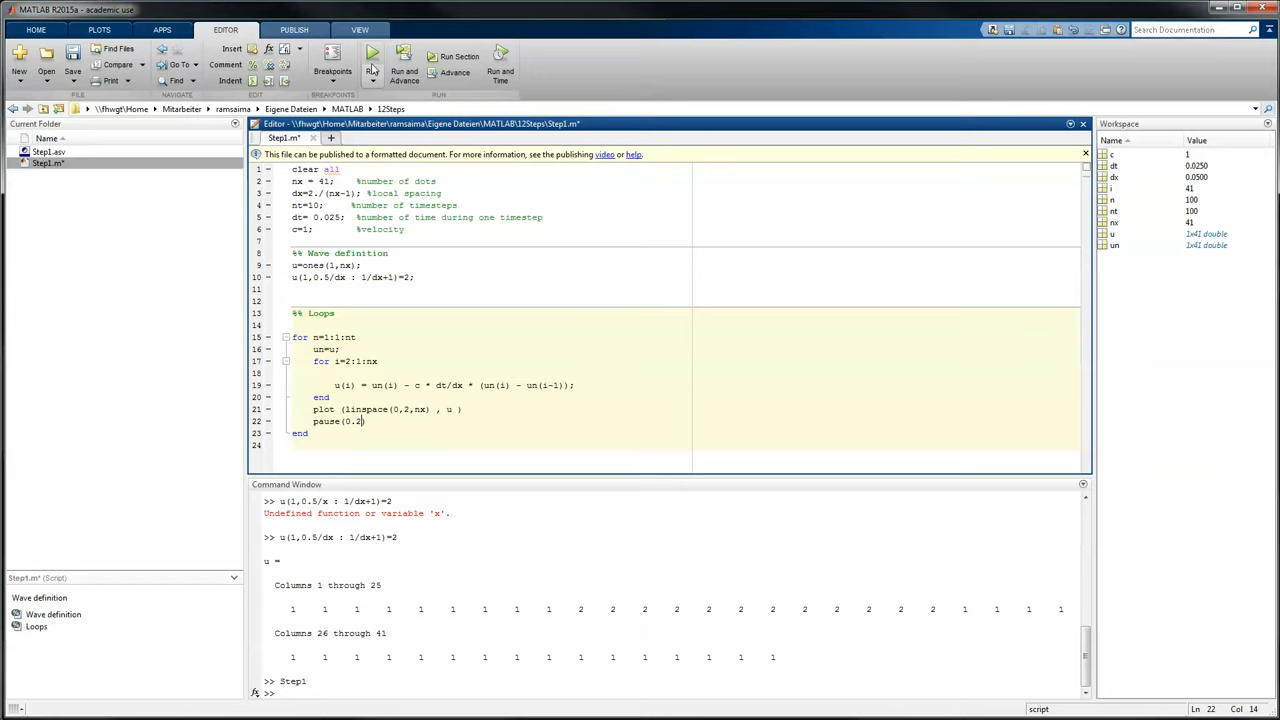 MATLAB R2015a - academic use
HOME PLOTS APPS EDITOR PUBLISH VIEW Search Documentation
Find Files Insert fx Run Section
Compare Go To Comment Advance
New Open Save Print Find Indent Breakpoints Run and Advance Run and Time
FILE NAVIGATE EDIT BREAKPOINTS RUN
\\fhwgt\Home Mitarbeiter ramsaima Eigene Dateien MATLAB 12Steps
Current Folder
Name
Step1.asv
Step1.m*
Editor - \\fhwgt\Home\Mitarbeiter\ramsaima\Eigene Dateien\MATLAB\12Steps\Step1.m*
Step1.m*
This file can be published to a formatted document. For more information, see the publishing video or help.
1 clear all
2 nx = 41; %number of dots
3 dx=2./(nx-1); %local spacing
4 nt=10; %number of timesteps
5 dt= 0.025; %number of time during one timestep
6 c=1; %velocity
7
8 %% Wave definition
9 u=ones(1,nx);
10 u(1,0.5/dx : 1/dx+1)=2;
11
12
13 %% Loops
14
15 for n=1:1:nt
16 un=u;
17 for i=2:1:nx
18
19 u(i) = un(i) - c * dt/dx * (un(i) - un(i-1));
20 end
21 plot (linspace(0,2,nx) , u )
22 pause(0.2)
23 end
24
Command Window
>> u(1,0.5/x : 1/dx+1)=2
Undefined function or variable 'x'.
>> u(1,0.5/dx : 1/dx+1)=2
u =
Columns 1 through 25
1 1 1 1 1 1 1 1 1 2 2 2 2 2 2 2 2 2 2 2 2 1 1 1 1
Columns 26 through 41
1 1 1 1 1 1 1 1 1 1 1 1 1 1 1 1
>> Step1
fx >>
Workspace
Name Value
c 1
dt 0.0250
dx 0.0500
i 41
n 100
nt 100
nx 41
u 1x41 double
un 1x41 double
Step1.m* (Script)
Wave definition
Wave definition
Loops
script Ln 22 Col 14